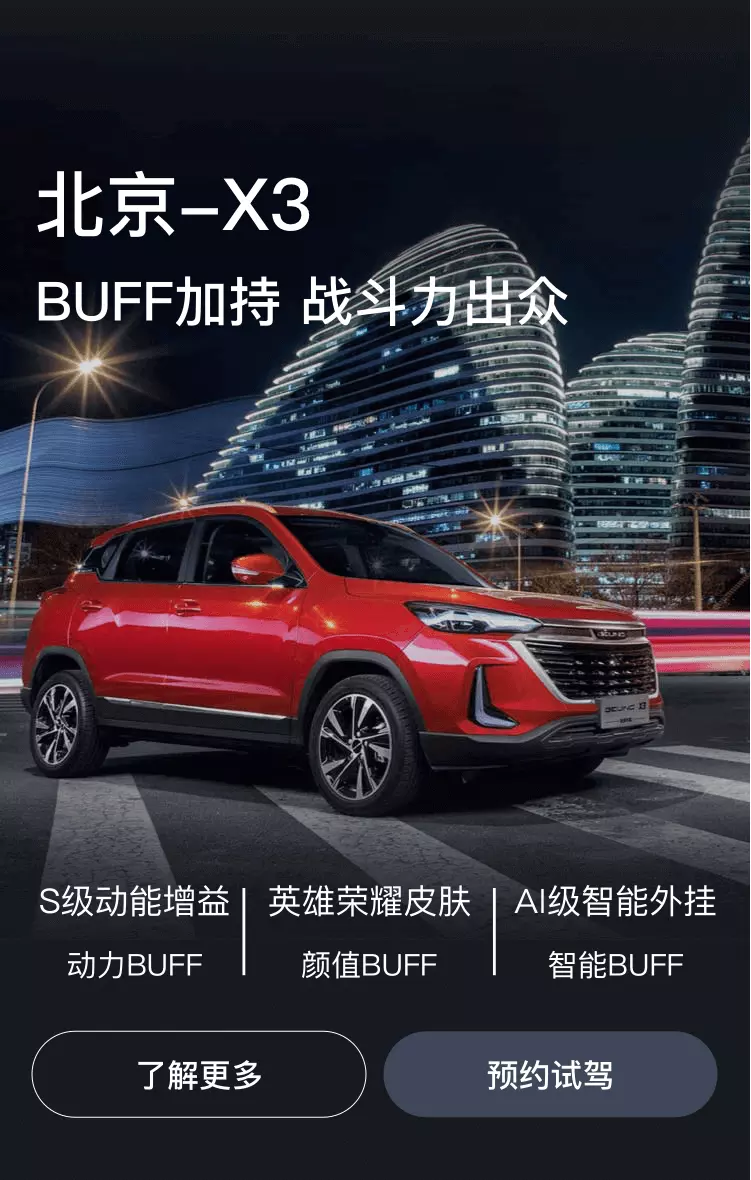 北京-X3
BUFF加持 战斗力出众
BEIJING
BEIJING X3
S级动能增益
英雄荣耀皮肤
AI级智能外挂
动力BUFF
颜值BUFF
智能BUFF
了解更多
预约试驾